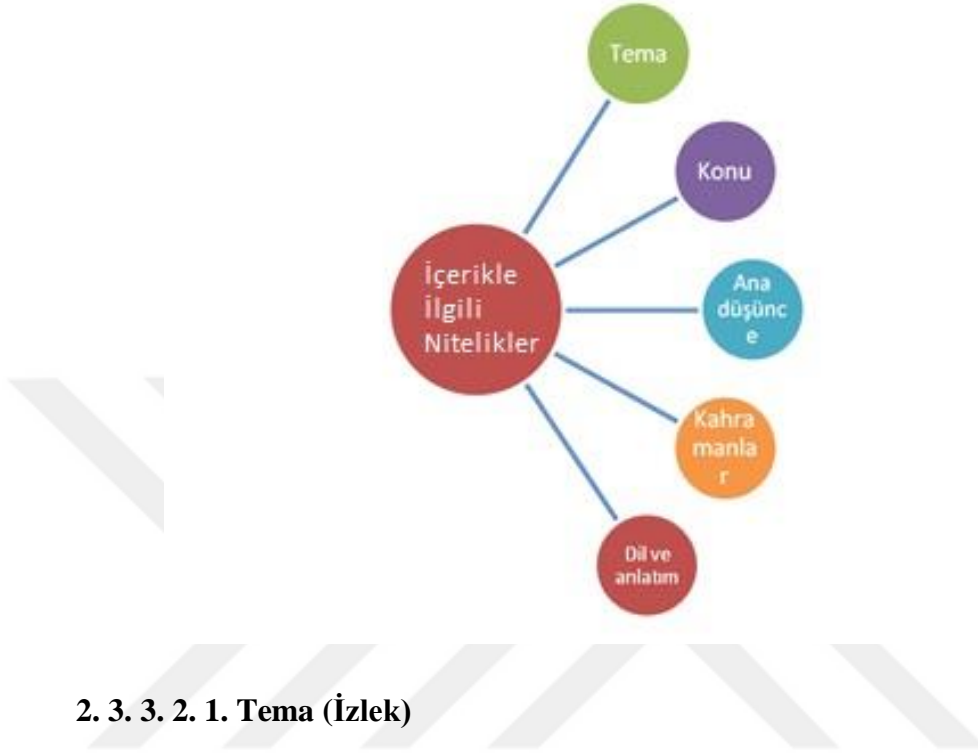 Tema
Konu
İçerikle
İlgili
Nitelikler
Ana
düşünc
e
Kahra
manla
r
Dil ve
anlatım
2. 3. 3. 2. 1. Tema (İzlek)